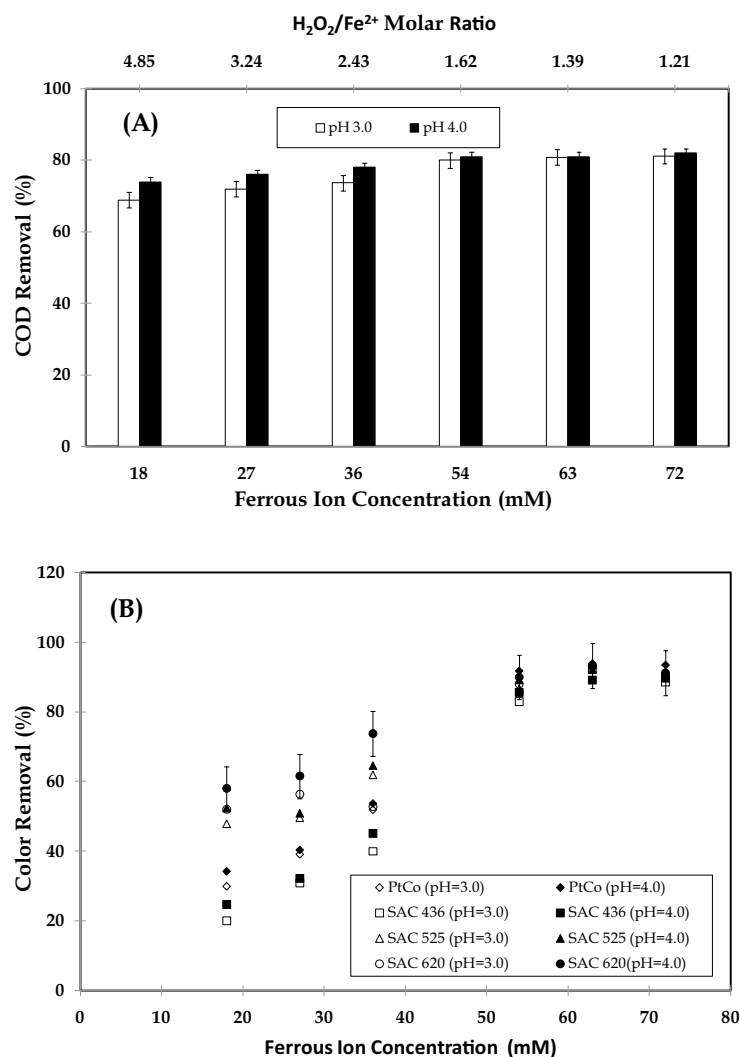 H₂O₂/Fe²⁺ Molar Ratio
4.85 3.24 2.43 1.62 1.39 1.21
100
80
60
40
20
0
COD Removal (%)
(A)
pH 3.0 pH 4.0
18 27 36 54 63 72
Ferrous Ion Concentration (mM)
120
100
80
60
40
20
0
Color Removal (%)
(B)
PtCo (pH=3.0) PtCo (pH=4.0)
SAC 436 (pH=3.0) SAC 436 (pH=4.0)
SAC 525 (pH=3.0) SAC 525 (pH=4.0)
SAC 620 (pH=3.0) SAC 620(pH=4.0)
0 10 20 30 40 50 60 70 80
Ferrous Ion Concentration (mM)